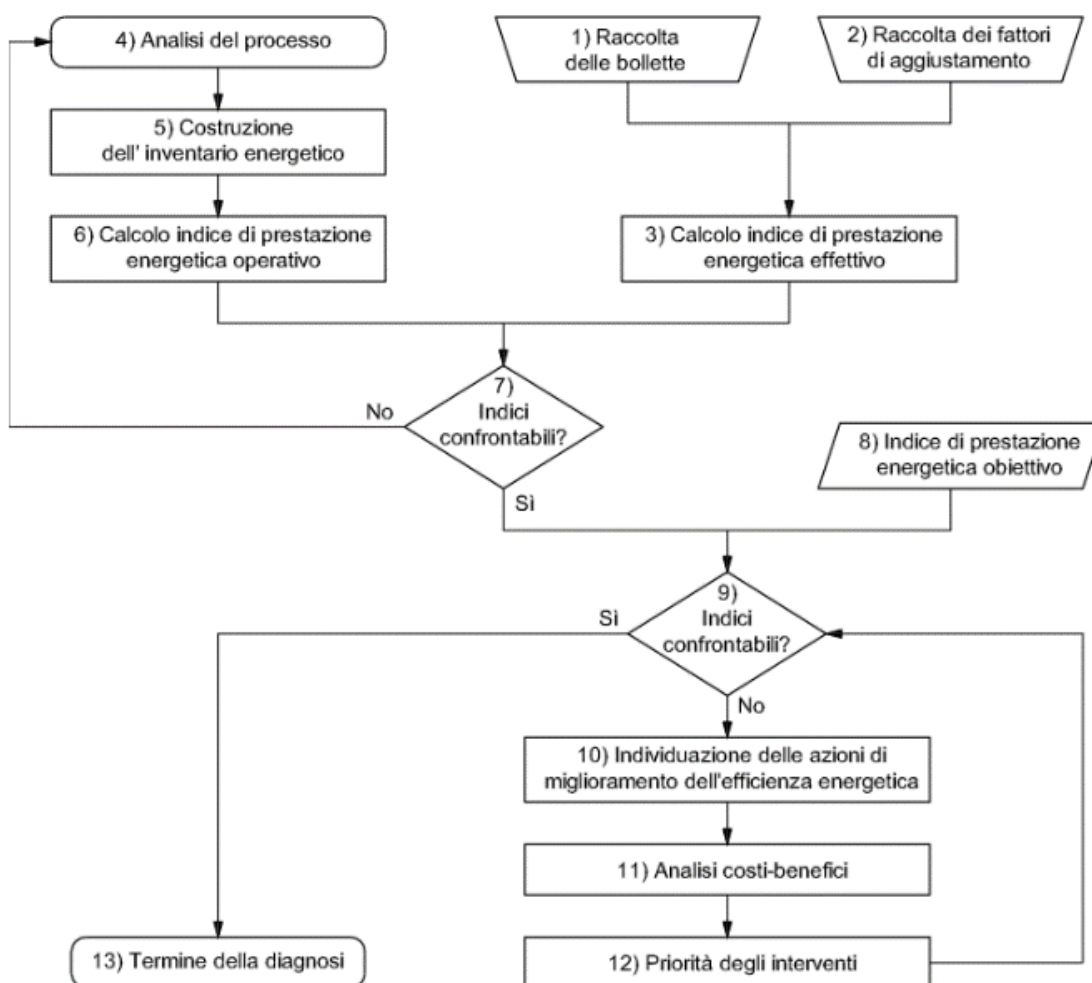 4) Analisi del processo
1) Raccolta
delle bollette
2) Raccolta dei fattori
di aggiustamento
5) Costruzione
dell' inventario energetico
6) Calcolo indice di prestazione
energetica operativo
3) Calcolo indice di prestazione
energetica effettivo
7)
Indici
confrontabili?
No
Sì
8) Indice di prestazione
energetica obiettivo
9)
Indici
confrontabili?
Sì
No
10) Individuazione delle azioni di
miglioramento dell'efficienza energetica
11) Analisi costi-benefici
13) Termine della diagnosi
12) Priorità degli interventi